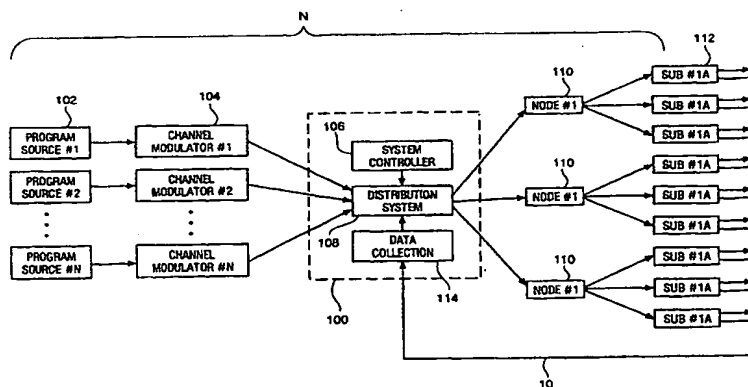 N
102
104
106
110
112
PROGRAM
SOURCE #1
CHANNEL
MODULATOR #1
SYSTEM
CONTROLLER
NODE #1
SUB #1A
SUB #1A
SUB #1A
PROGRAM
SOURCE #2
CHANNEL
MODULATOR #2
DISTRIBUTION
SYSTEM
110
NODE #1
SUB #1A
SUB #1A
SUB #1A
PROGRAM
SOURCE #N
CHANNEL
MODULATOR #N
108
DATA
COLLECTION
114
100
110
NODE #1
SUB #1A
SUB #1A
SUB #1A
10